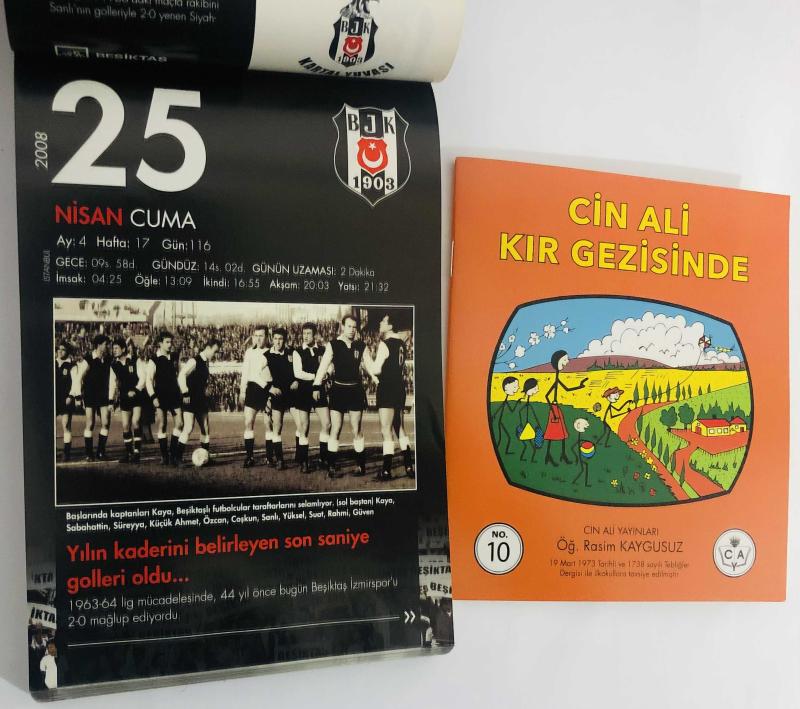 Sanlı'nın golleriyle 2-0 yenen Siyah-
BEŞİKTAŞ
BJK
1903
KARTAL YUVASI
2008
25
BJK
1903
NİSAN CUMA
Ay: 4 Hafta: 17 Gün: 116
İSTANBUL
GECE: 09s. 58d. GÜNDÜZ: 14s. 02d. GÜNÜN UZAMASI: 2 Dakika
İmsak: 04:25 Öğle: 13:09 İkindi: 16:55 Akşam: 20:03 Yatsı: 21:32
Başlarında kaptanları Kaya, Beşiktaşlı futbolcular taraftarlarını selamlıyor. (sol baştan) Kaya,
Sabahattin, Süreyya, Küçük Ahmet, Özcan, Coşkun, Sanlı, Yüksel, Suat, Rahmi, Güven
Yılın kaderini belirleyen son saniye
golleri oldu...
1963-64 lig mücadelesinde, 44 yıl önce bugün Beşiktaş İzmirspor'u
2-0 mağlup ediyordu.
CİN ALİ
KIR GEZİSİNDE
NO.
10
CİN ALİ YAYINLARI
Öğ. Rasim KAYGUSUZ
19 Mart 1973 Tarihli ve 1738 sayılı Tebliğler
Dergisi ile ilkokullara tavsiye edilmiştir
C A
Y